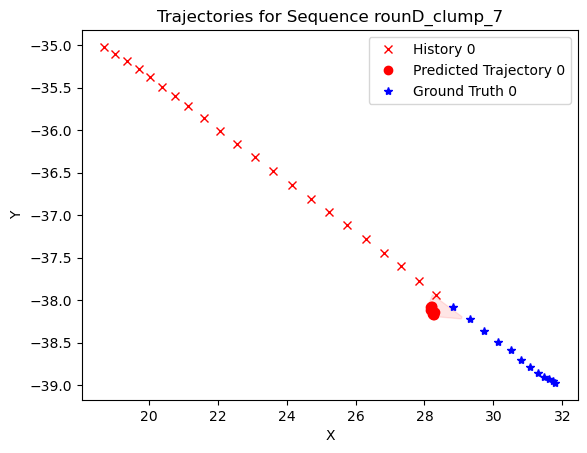 Trajectories for Sequence rounD_clump_7
History 0
Predicted Trajectory 0
Ground Truth 0
Y
−35.0
−35.5
−36.0
−36.5
−37.0
−37.5
−38.0
−38.5
−39.0
20 22 24 26 28 30 32
X